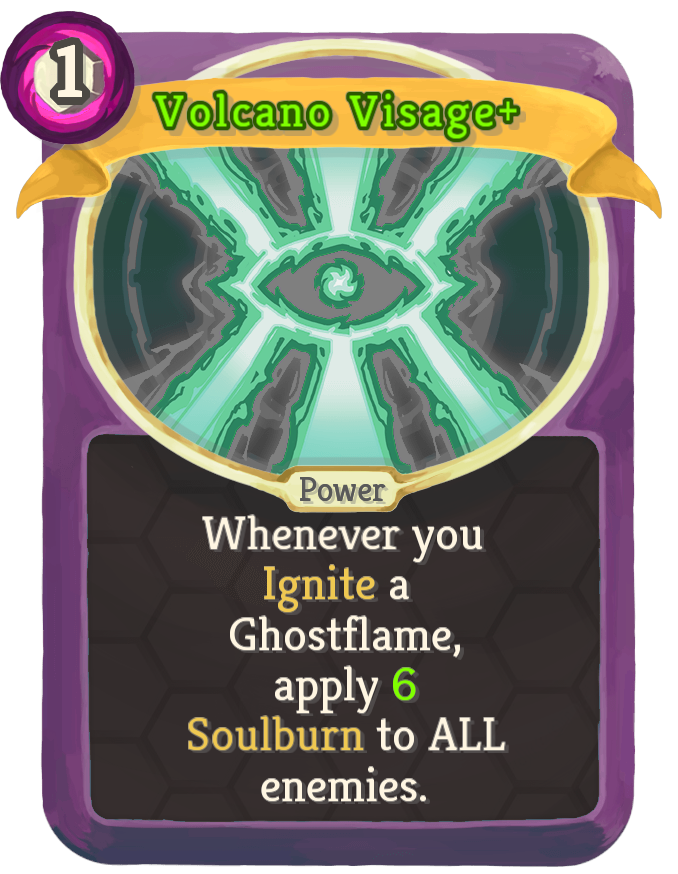 1
Volcano Visage+
Power
Whenever you
Ignite a
Ghostflame,
apply 6
Soulburn to ALL
enemies.